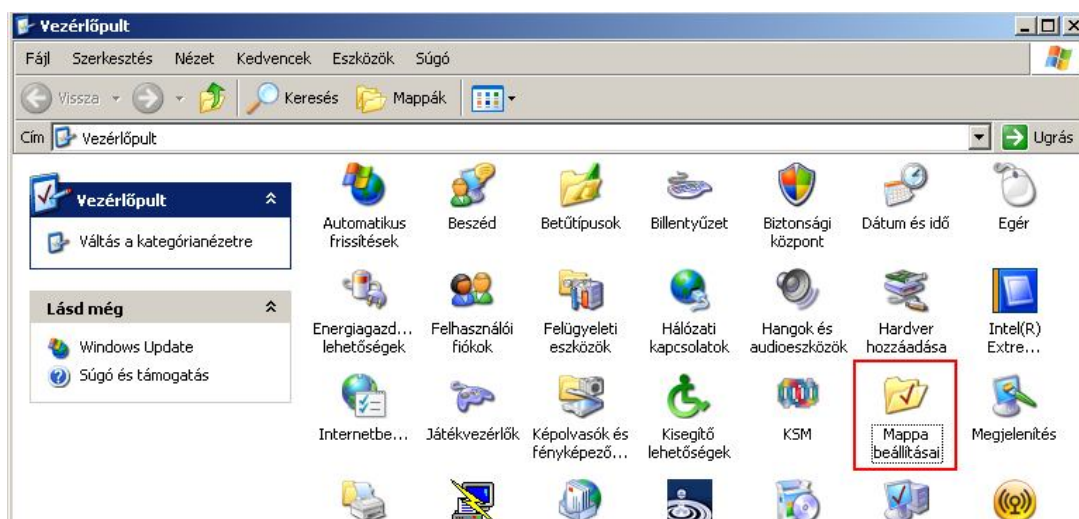 Vezérlőpult
Fájl Szerkesztés Nézet Kedvencek Eszközök Súgó
Vissza Keresés Mappák
Cím Vezérlőpult Ugrás
Vezérlőpult
Váltás a kategórianézetre
Lásd még
Windows Update
Súgó és támogatás
Automatikus frissítések
Beszéd
Betűtípusok
Billentyűzet
Biztonsági központ
Dátum és idő
Egér
Energiagazd... lehetőségek
Felhasználói fiókok
Felügyeleti eszközök
Hálózati kapcsolatok
Hangok és audioeszközök
Hardver hozzáadása
Intel(R) Extre...
Internetbe...
Játékvezérlők
Képolvasók és fényképező...
Kisegítő lehetőségek
KSM
Mappa beállításai
Megjelenítés